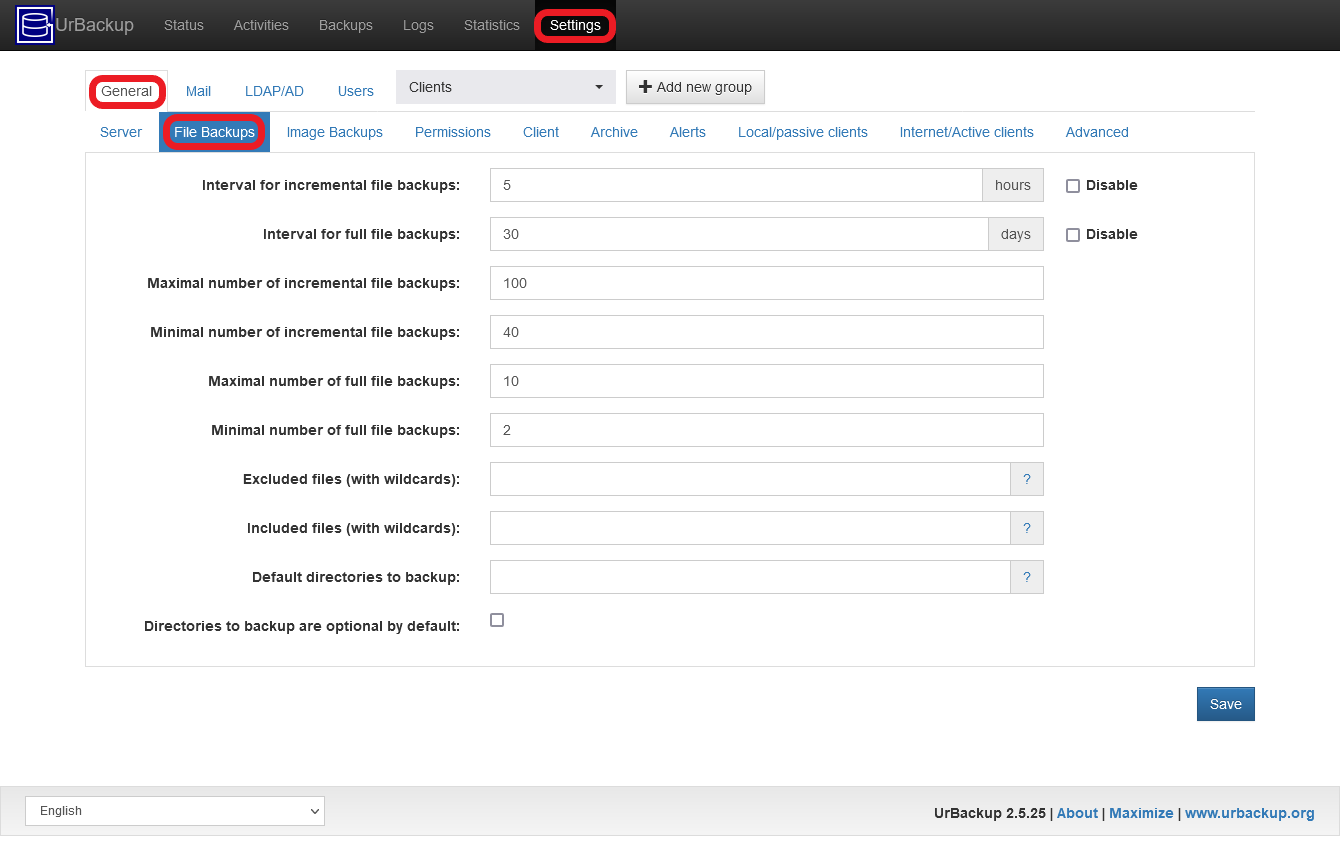 UrBackup Status Activities Backups Logs Statistics Settings
General Mail LDAP/AD Users Clients Add new group
Server File Backups Image Backups Permissions Client Archive Alerts Local/passive clients Internet/Active clients Advanced
Interval for incremental file backups: 5 hours Disable
Interval for full file backups: 30 days Disable
Maximal number of incremental file backups: 100
Minimal number of incremental file backups: 40
Maximal number of full file backups: 10
Minimal number of full file backups: 2
Excluded files (with wildcards): ?
Included files (with wildcards): ?
Default directories to backup: ?
Directories to backup are optional by default:
Save
English UrBackup 2.5.25 | About | Maximize | www.urbackup.org